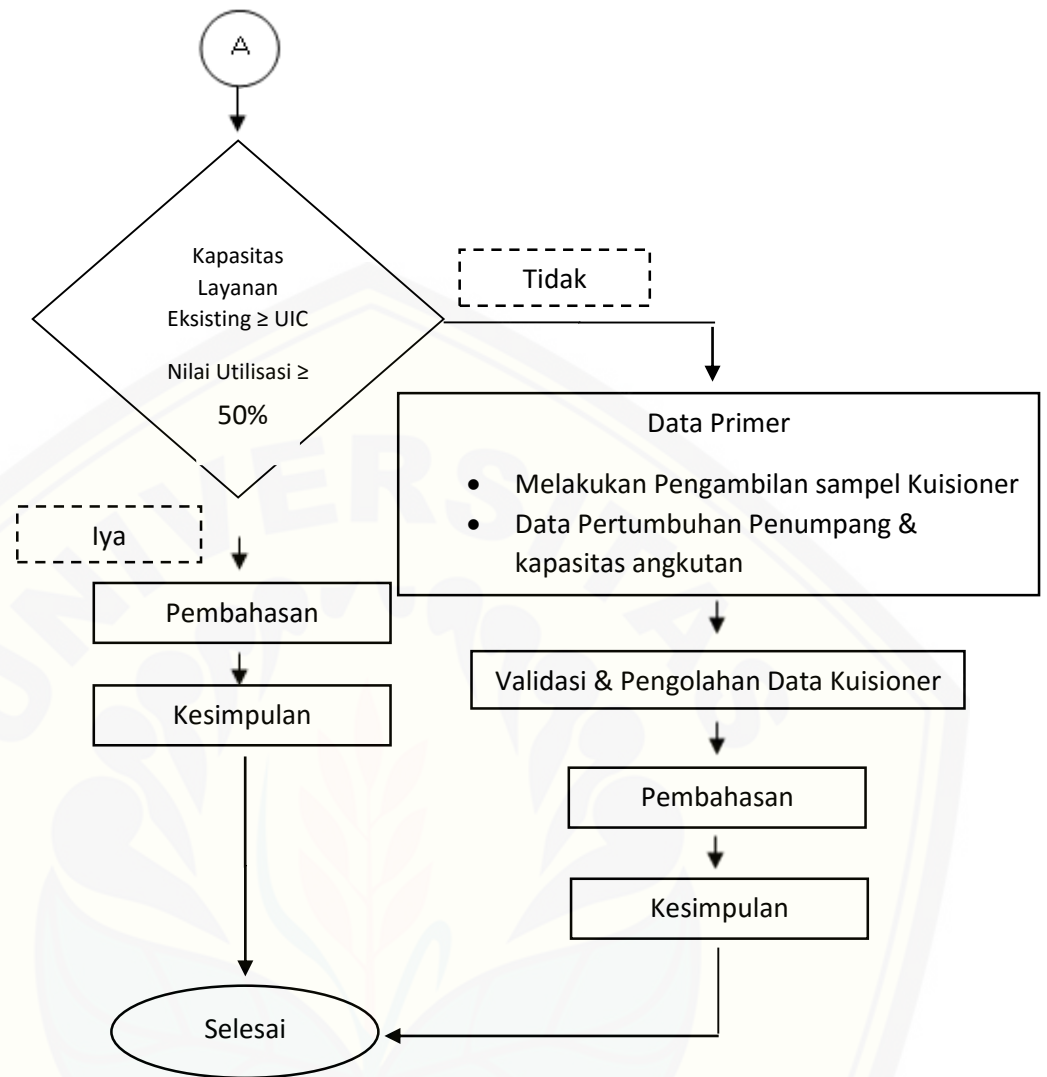 A
Kapasitas
Layanan
Eksisting ≥ UIC
Nilai Utilisasi ≥
50%
Tidak
Data Primer
• Melakukan Pengambilan sampel Kuisioner
• Data Pertumbuhan Penumpang &
kapasitas angkutan
Iya
Pembahasan
Kesimpulan
Validasi & Pengolahan Data Kuisioner
Pembahasan
Kesimpulan
Selesai
UNIVERSITAS